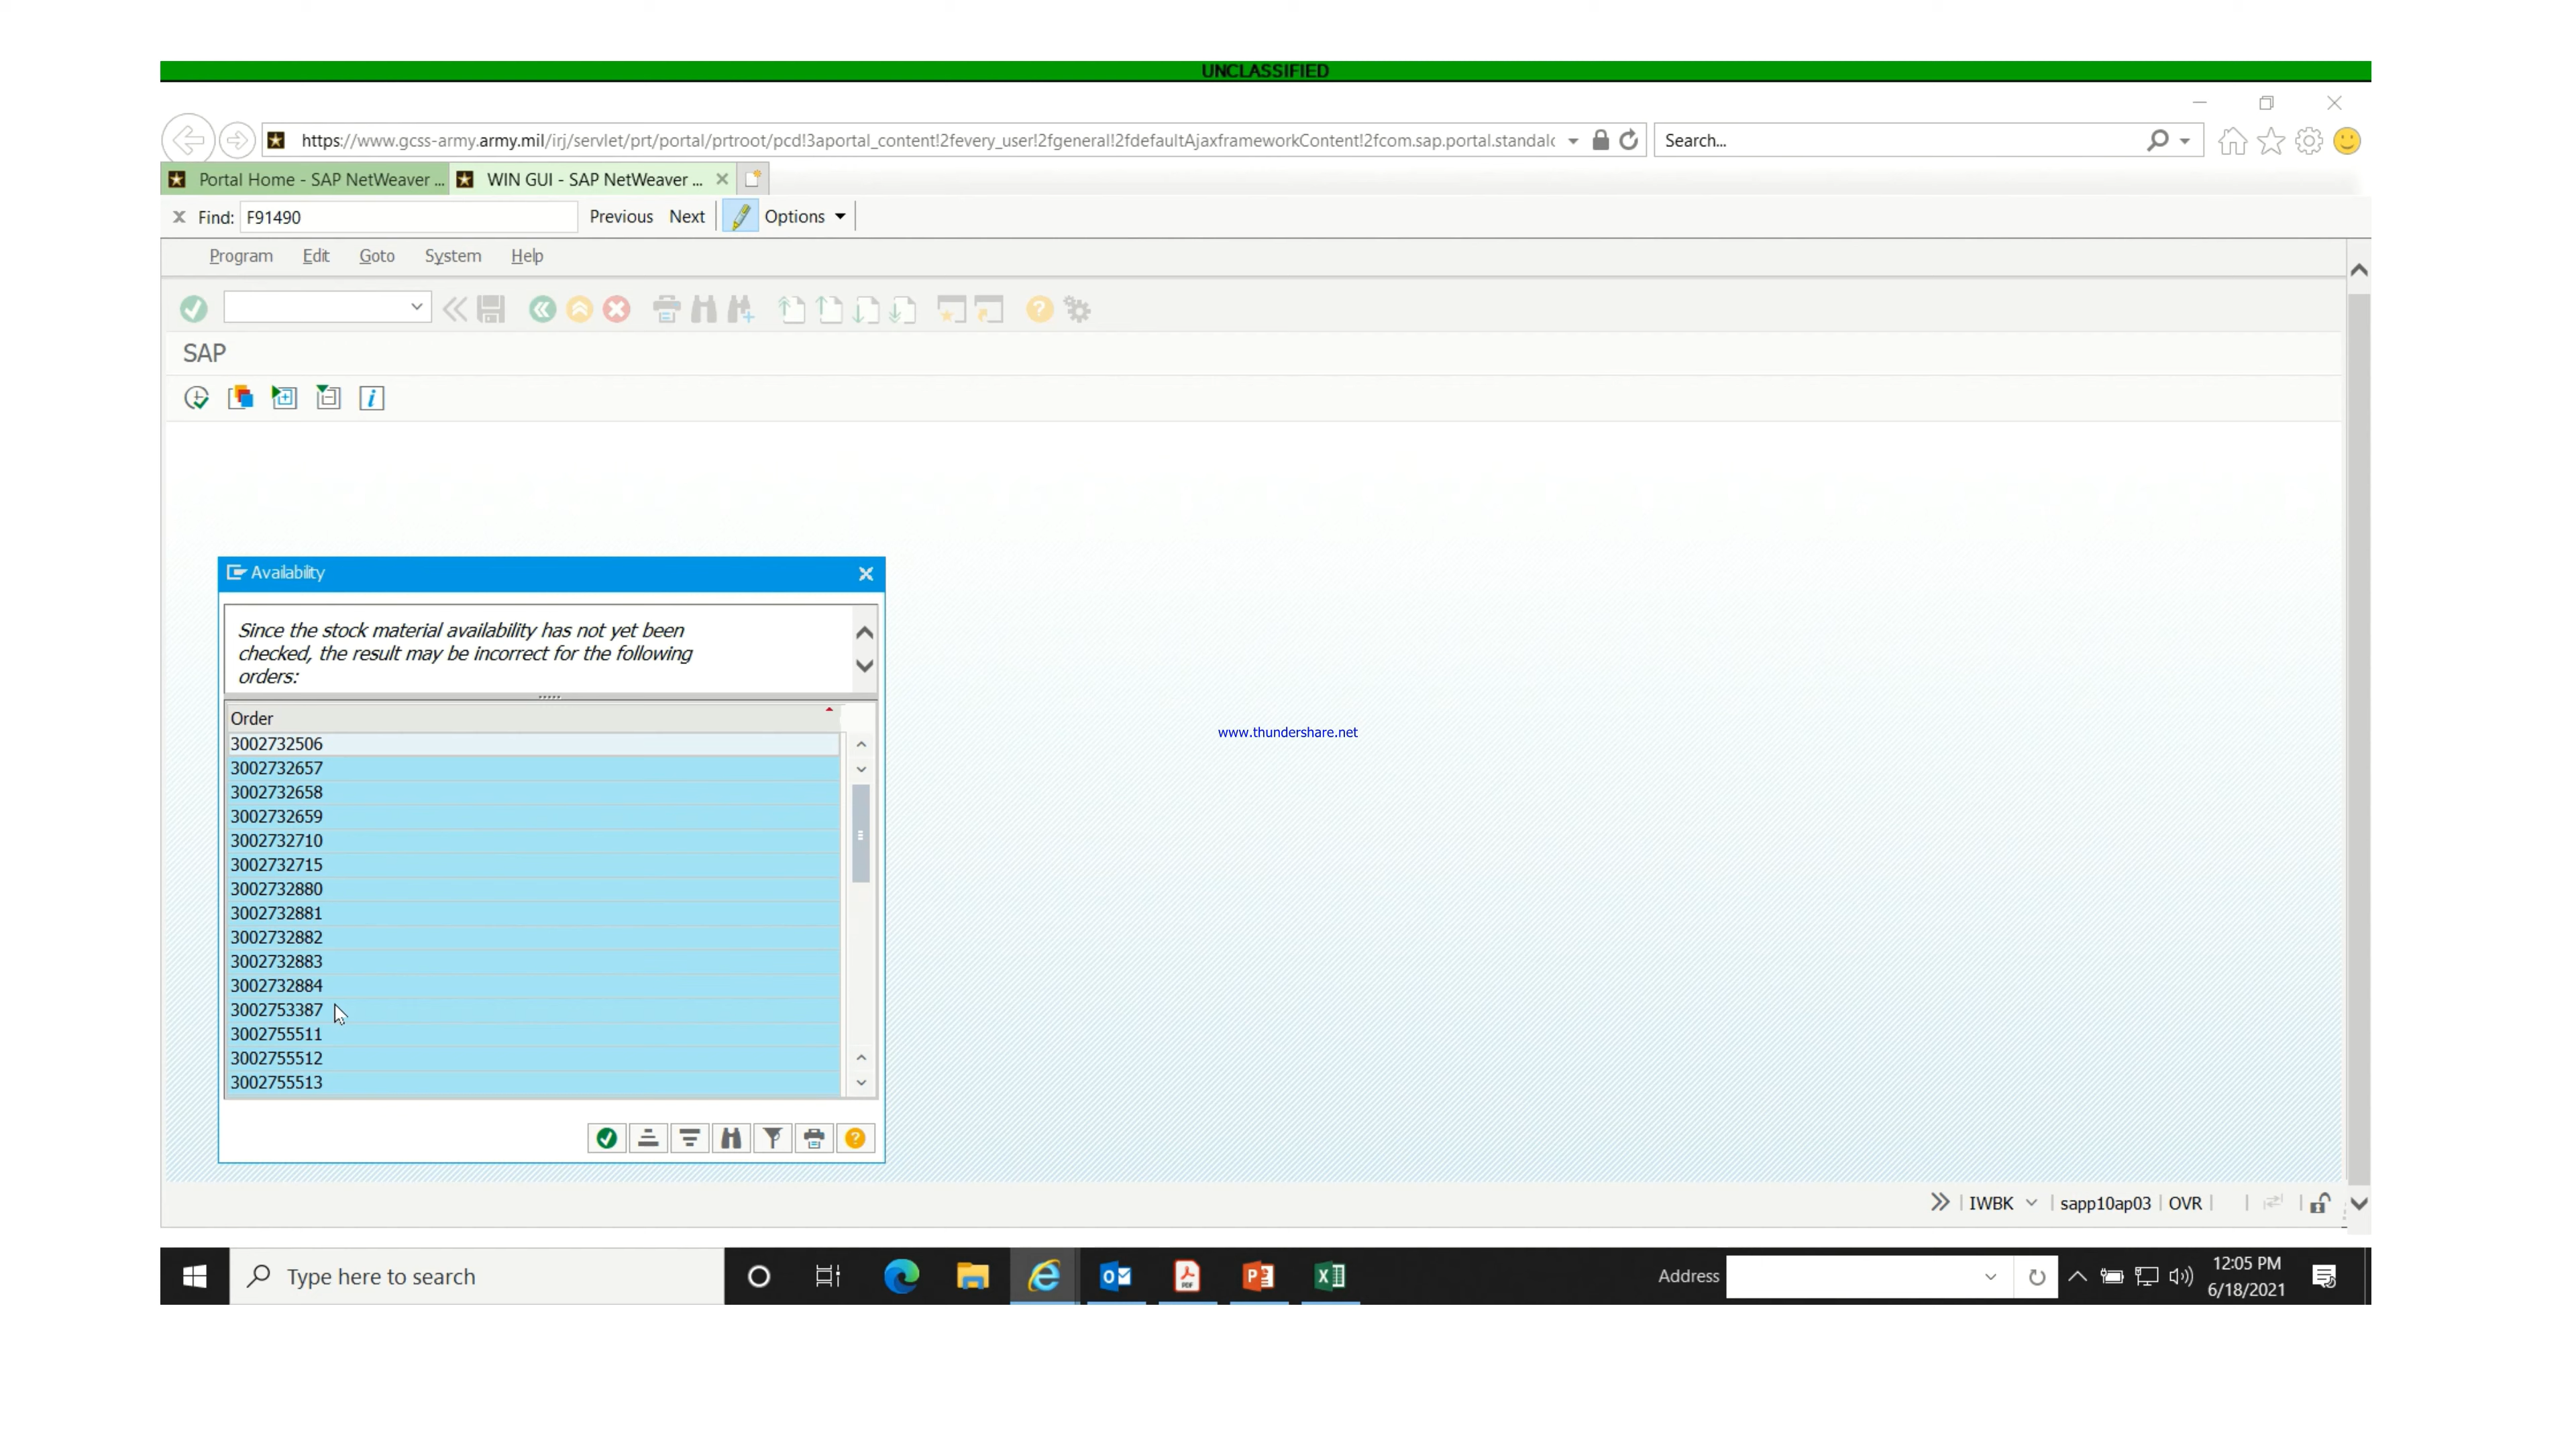 UNCLASSIFIED
https://www.gcss-army.army.mil/irj/servlet/prt/portal/prtroot/pcd!3aportal_content!2fevery_user!2fgeneral!2fdefaultAjaxframeworkContent!2fcom.sap.portal.standalc
Search...
Portal Home - SAP NetWeaver ...
WIN GUI - SAP NetWeaver ...
Find: F91490 Previous Next Options
Program Edit Goto System Help
SAP
Availability
Since the stock material availability has not yet been
checked, the result may be incorrect for the following
orders:
Order
3002732506
3002732657
3002732658
3002732659
3002732710
3002732715
3002732880
3002732881
3002732882
3002732883
3002732884
3002753387
3002755511
3002755512
3002755513
www.thundershare.net
IWBK sapp10ap03 OVR
Type here to search
Address
12:05 PM
6/18/2021